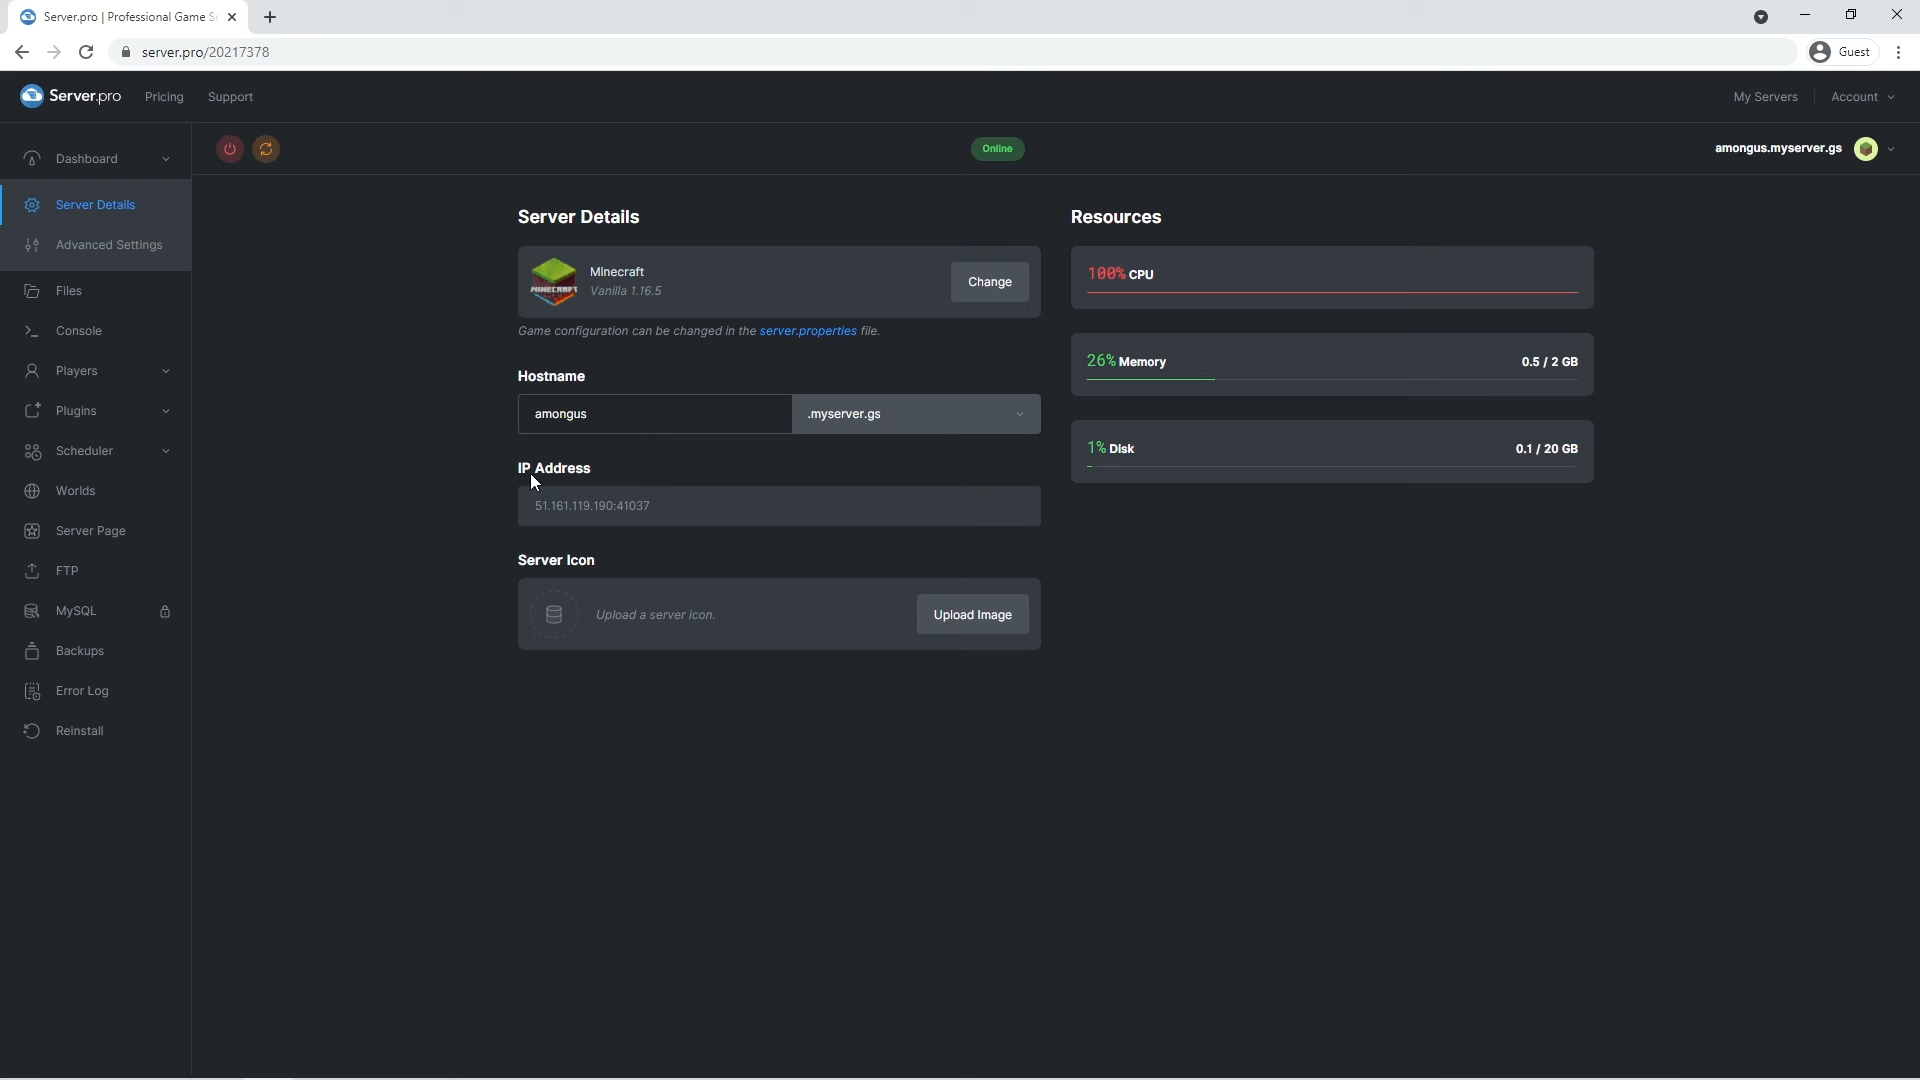 Server.pro | Professional Game Se
server.pro/20217378
Guest
Server.pro
Pricing
Support
My Servers
Account
Dashboard
Online
amongus.myserver.gs
Server Details
Advanced Settings
Files
Console
Players
Plugins
Scheduler
Worlds
Server Page
FTP
MySQL
Backups
Error Log
Reinstall
Server Details
MINECRAFT
Minecraft
Vanilla 1.16.5
Change
Game configuration can be changed in the server.properties file.
Hostname
amongus
.myserver.gs
IP Address
51.161.119.190:41037
Server Icon
Upload a server icon.
Upload Image
Resources
100% CPU
26% Memory
0.5 / 2 GB
1% Disk
0.1 / 20 GB